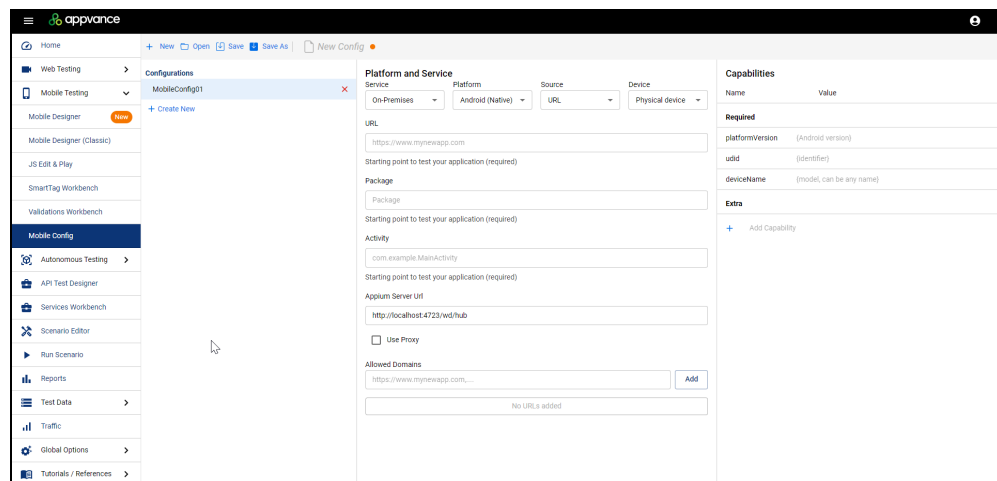 appvance
Home
Web Testing
Mobile Testing
Mobile Designer New
Mobile Designer (Classic)
JS Edit & Play
SmartTag Workbench
Validations Workbench
Mobile Config
Autonomous Testing
API Test Designer
Services Workbench
Scenario Editor
Run Scenario
Reports
Test Data
Traffic
Global Options
Tutorials / References
+ New Open Save Save As New Config
Configurations
MobileConfig01
+ Create New
Platform and Service
Service Platform Source Device
On-Premises Android (Native) URL Physical device
URL
https://www.mynewapp.com
Starting point to test your application (required)
Package
Package
Starting point to test your application (required)
Activity
com.example.MainActivity
Starting point to test your application (required)
Appium Server Url
http://localhost:4723/wd/hub
Use Proxy
Allowed Domains
https://www.mynewapp.com,... Add
No URLs added
Capabilities
Name Value
Required
platformVersion (Android version)
udid (identifier)
deviceName (model, can be any name)
Extra
+ Add Capability